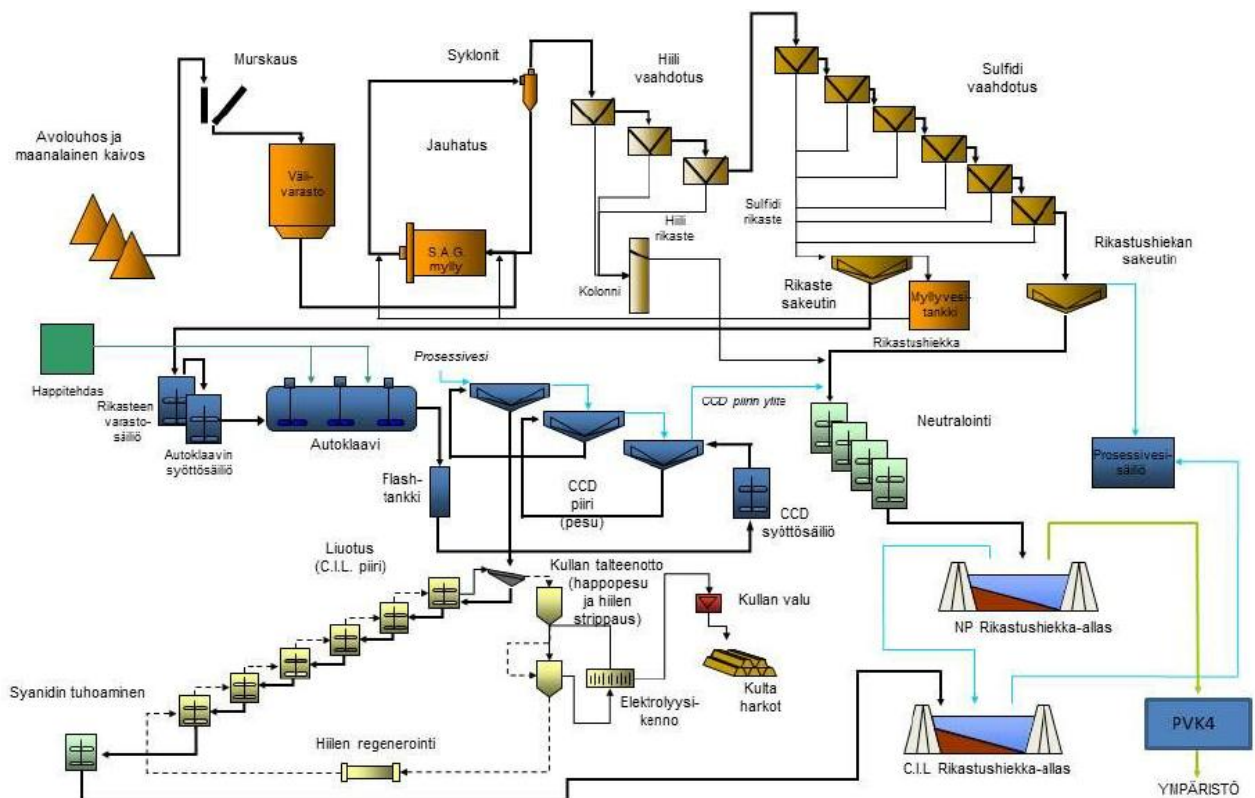 Murskaus
Syklonit
Hiili
vaahdotus
Sulfidi
vaahdotus
Avolouhos ja
maanalainen kaivos
Väli-
varasto
Jauhatus
S.A.G.
mylly
Hiili
rikaste
Kolonni
Sulfidi
rikaste
Rikaste
sakeutin
Myllyvesi-
tankki
Rikastushiekan
sakeutin
Rikastushiekka
Happitehdas
Rikasteen
varasto-
säiliö
Autoklaavin
syöttösäiliö
Autoklaavi
Prosessivesi
CCD piirin ylite
Neutralointi
Prosessivesi-
säiliö
Flash-
tankki
CCD
piiri
(pesu)
CCD
syöttösäiliö
Liuotus
(C.I.L. piiri)
Kullan talteenotto
(happopesu
ja hiilen
strippaus)
Kullan valu
Kulta
harkot
Elektrolyysi-
kenno
NP Rikastushiekka-allas
Syanidin tuhoaminen
Hiilen regenerointi
C.I.L Rikastushiekka-allas
PVK4
YMPÄRISTÖ